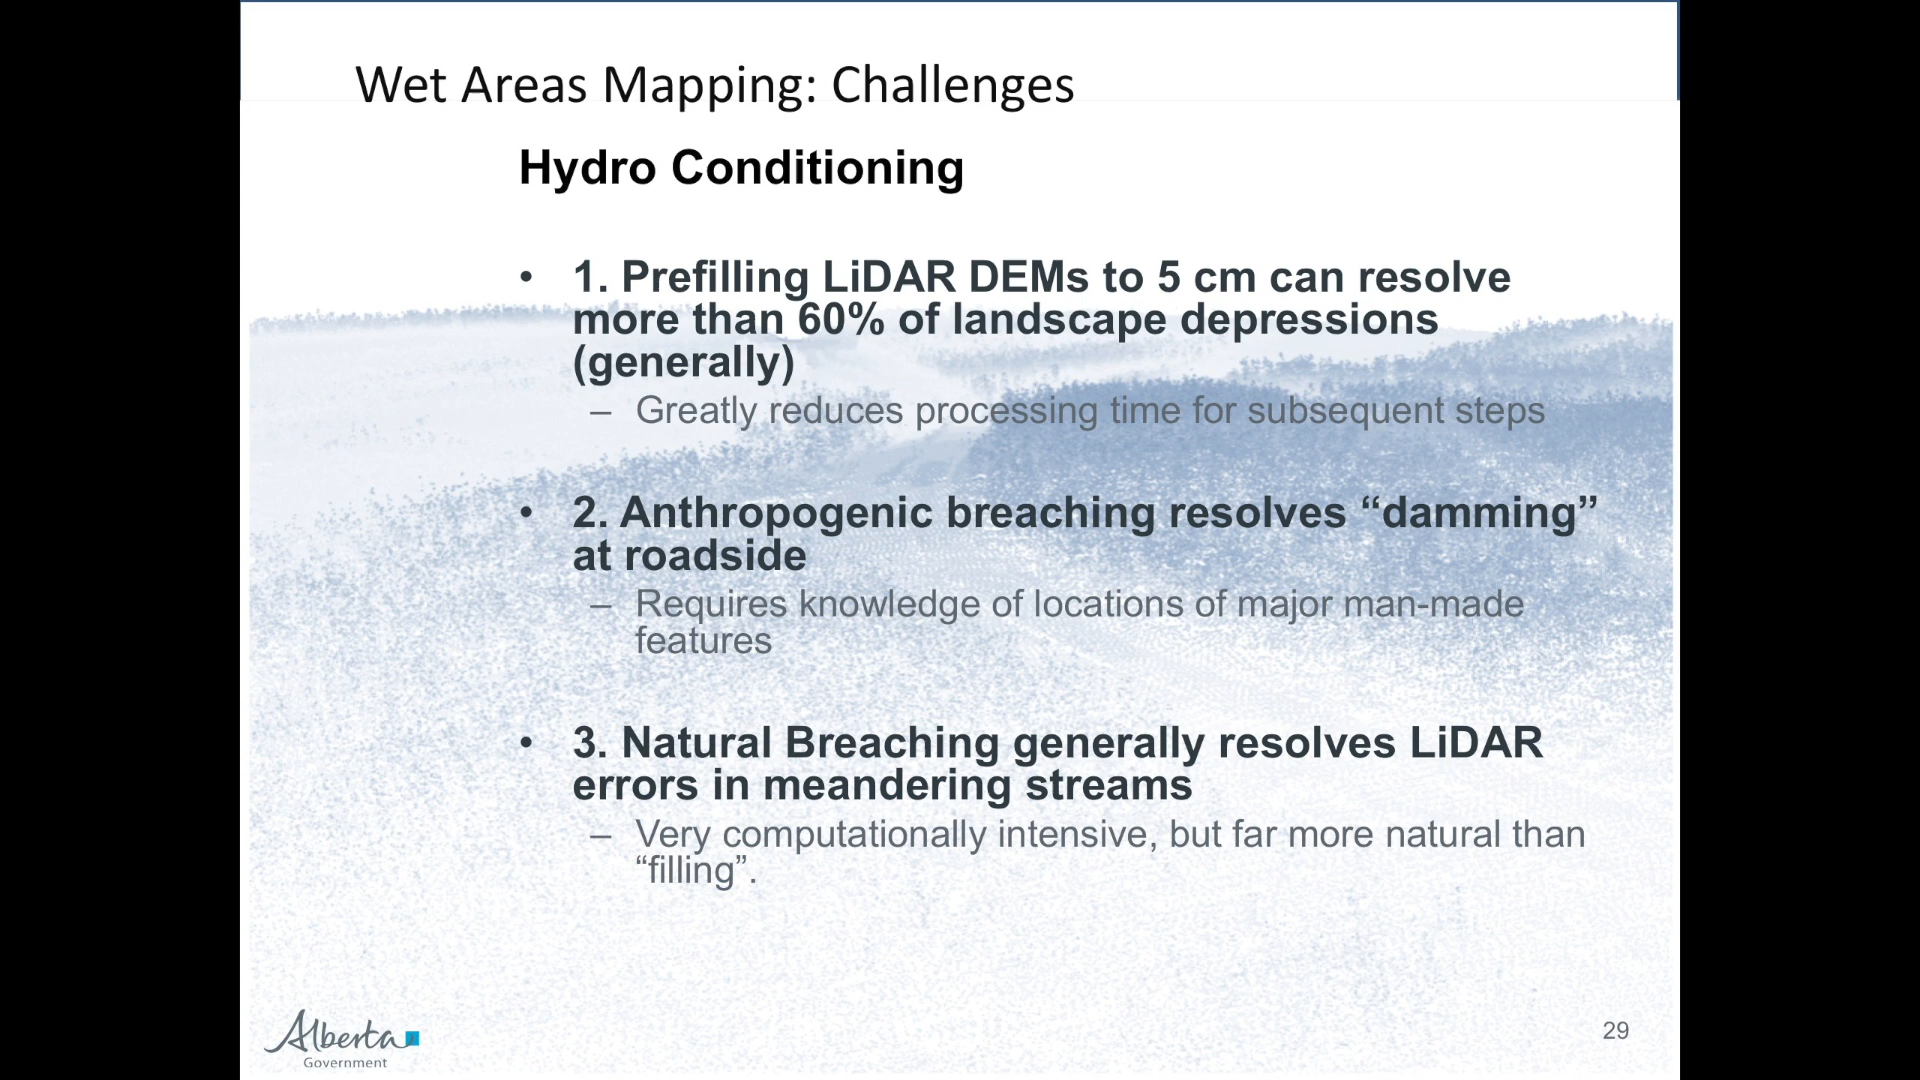 Wet Areas Mapping: Challenges
Hydro Conditioning
• 1. Prefilling LiDAR DEMs to 5 cm can resolve
more than 60% of landscape depressions
(generally)
– Greatly reduces processing time for subsequent steps
• 2. Anthropogenic breaching resolves “damming”
at roadside
– Requires knowledge of locations of major man-made
features
• 3. Natural Breaching generally resolves LiDAR
errors in meandering streams
– Very computationally intensive, but far more natural than
“filling”.
Alberta
Government
29